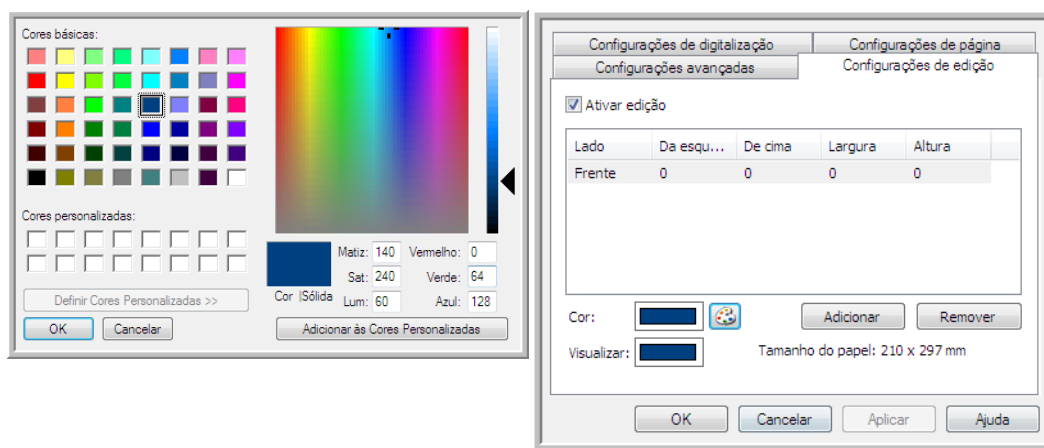 Cores básicas:
Cores personalizadas:
Definir Cores Personalizadas >>
OK Cancelar
Matiz: 140 Vermelho: 0
Sat: 240 Verde: 64
Cor |Sólida Lum: 60 Azul: 128
Adicionar às Cores Personalizadas
Configurações de digitalização Configurações de página
Configurações avançadas Configurações de edição
Ativar edição
Lado Da esqu... De cima Largura Altura
Frente 0 0 0 0
Cor: Adicionar Remover
Visualizar: Tamanho do papel: 210 x 297 mm
OK Cancelar Aplicar Ajuda